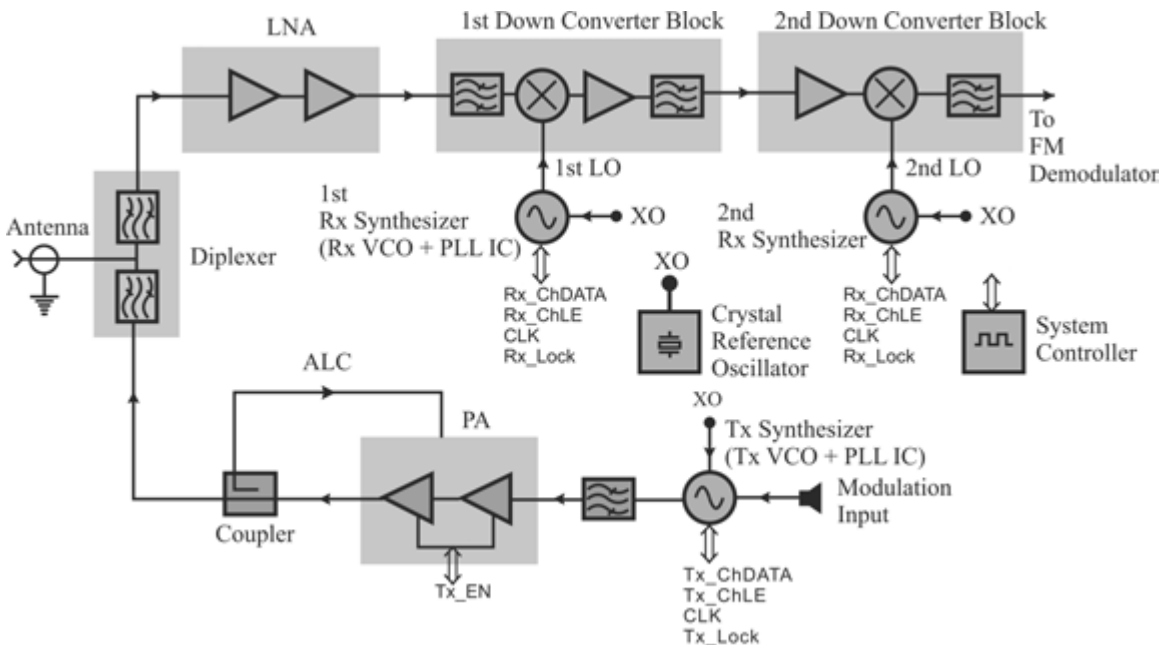 LNA
1st Down Converter Block
2nd Down Converter Block
To
FM
Demodulator
1st LO
2nd LO
1st
Rx Synthesizer
(Rx VCO + PLL IC)
XO
2nd
Rx Synthesizer
XO
Antenna
Diplexer
Rx_ChDATA
Rx_ChLE
CLK
Rx_Lock
XO
Crystal
Reference
Oscillator
Rx_ChDATA
Rx_ChLE
CLK
Rx_Lock
System
Controller
ALC
PA
XO
Tx Synthesizer
(Tx VCO + PLL IC)
Modulation
Input
Coupler
Tx_EN
Tx_ChDATA
Tx_ChLE
CLK
Tx_Lock